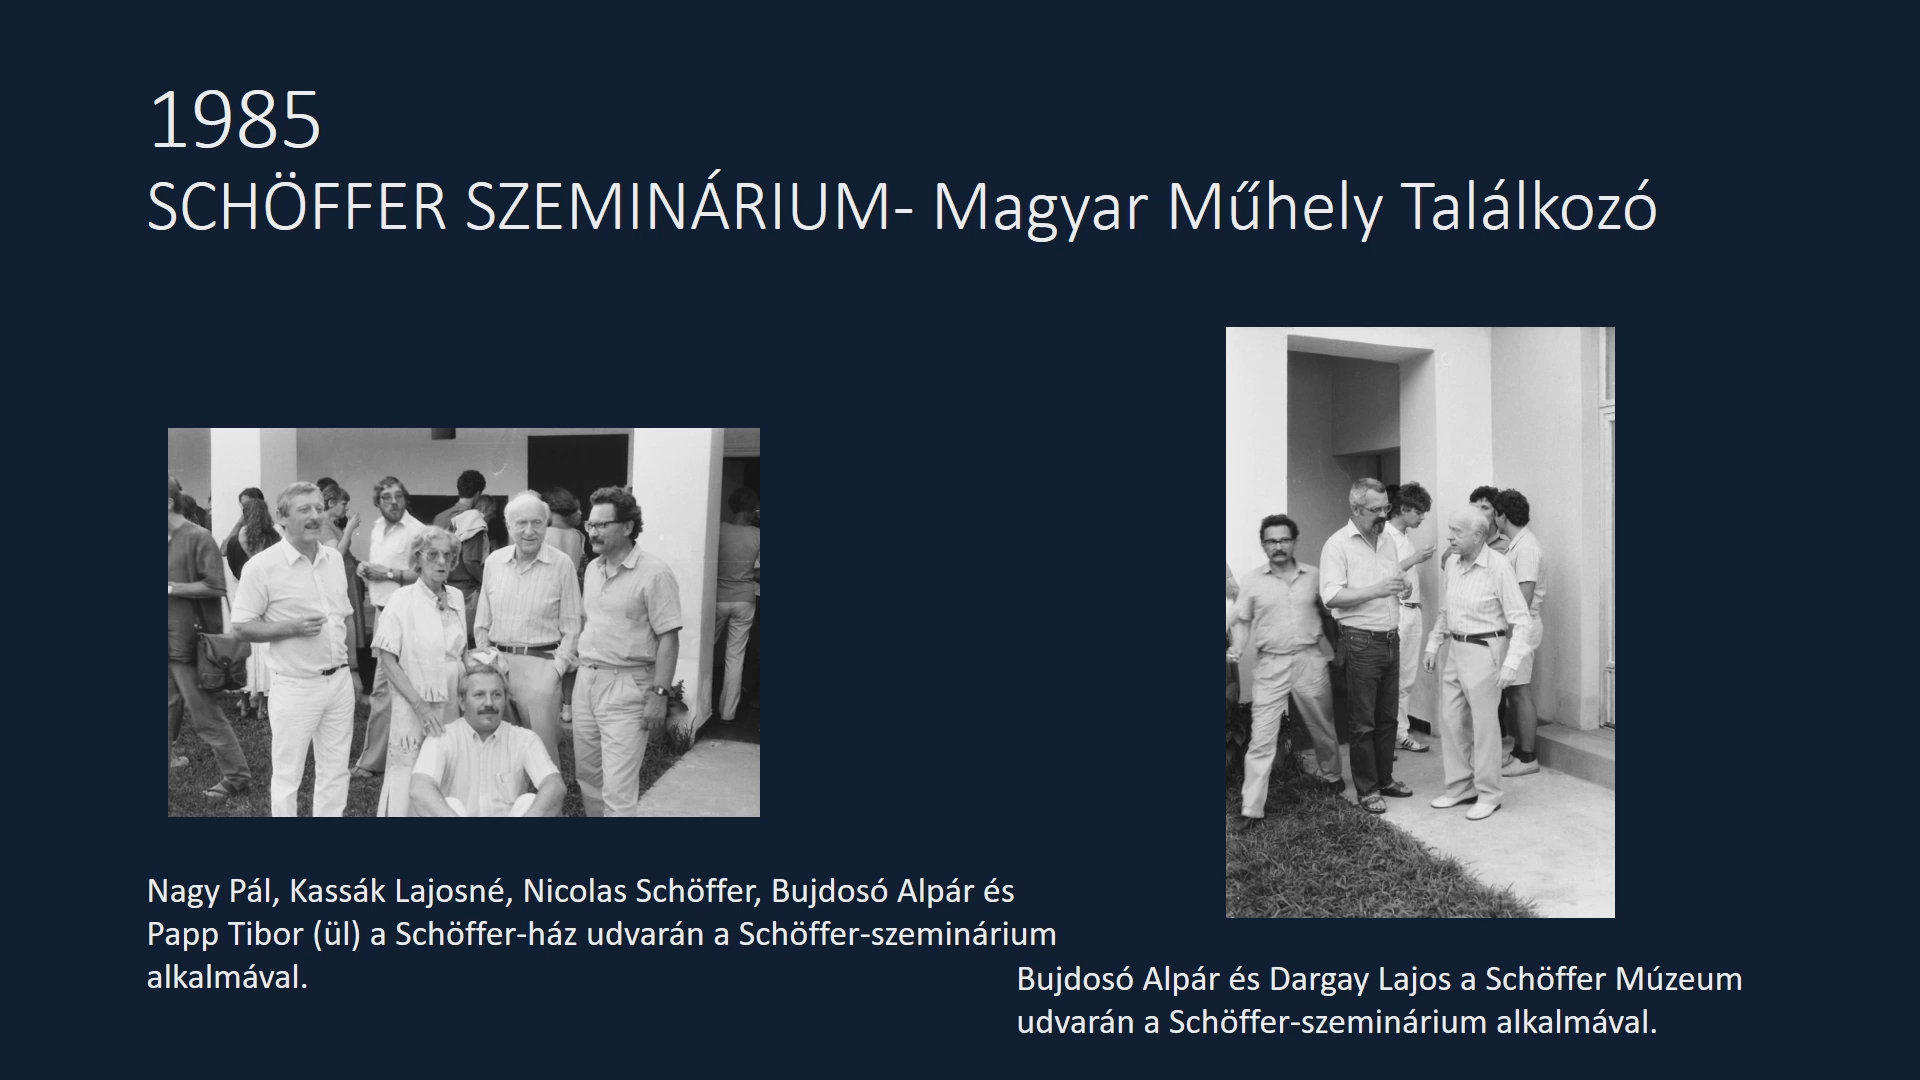 1985
SCHÖFFER SZEMINÁRIUM- Magyar Műhely Találkozó
Nagy Pál, Kassák Lajosné, Nicolas Schöffer, Bujdosó Alpár és
Papp Tibor (ül) a Schöffer-ház udvarán a Schöffer-szeminárium
alkalmával.
Bujdosó Alpár és Dargay Lajos a Schöffer Múzeum
udvarán a Schöffer-szeminárium alkalmával.